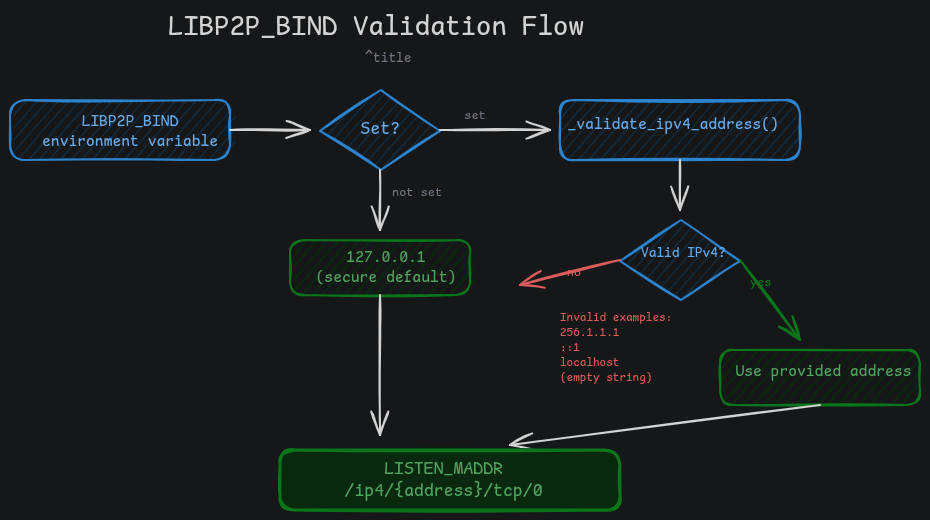 LIBP2P_BIND Validation Flow
^title
LIBP2P_BIND
environment variable
Set?
set
_validate_ipv4_address()
not set
127.0.0.1
(secure default)
Valid IPv4?
no
yes
Invalid examples:
256.1.1.1
::1
localhost
(empty string)
Use provided address
LISTEN_MADDR
/ip4/{address}/tcp/0